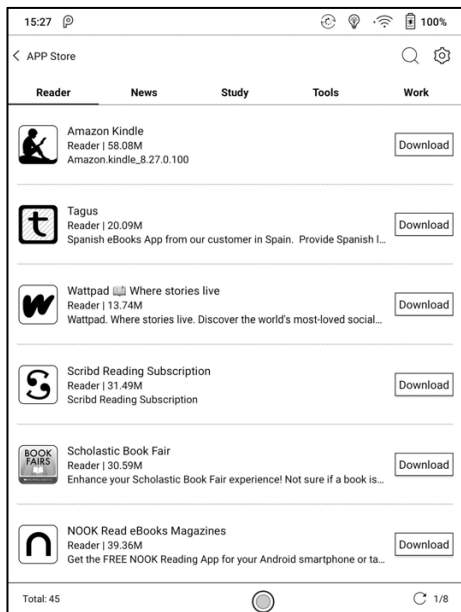 15:27 100%
APP Store
Reader News Study Tools Work
Amazon Kindle
Reader | 58.08M
Amazon.kindle_8.27.0.100
Download
t
Tagus
Reader | 20.09M
Spanish eBooks App from our customer in Spain. Provide Spanish l...
Download
Wattpad 📖 Where stories live
Reader | 13.74M
Wattpad. Where stories live. Discover the world's most-loved social...
Download
Scribd Reading Subscription
Reader | 31.49M
Scribd Reading Subscription
Download
BOOK
FAIRS
Scholastic Book Fair
Reader | 30.59M
Enhance your Scholastic Book Fair experience! Not sure if a book is...
Download
NOOK Read eBooks Magazines
Reader | 39.36M
Get the FREE NOOK Reading App for your Android smartphone or ta...
Download
Total: 45 1/8